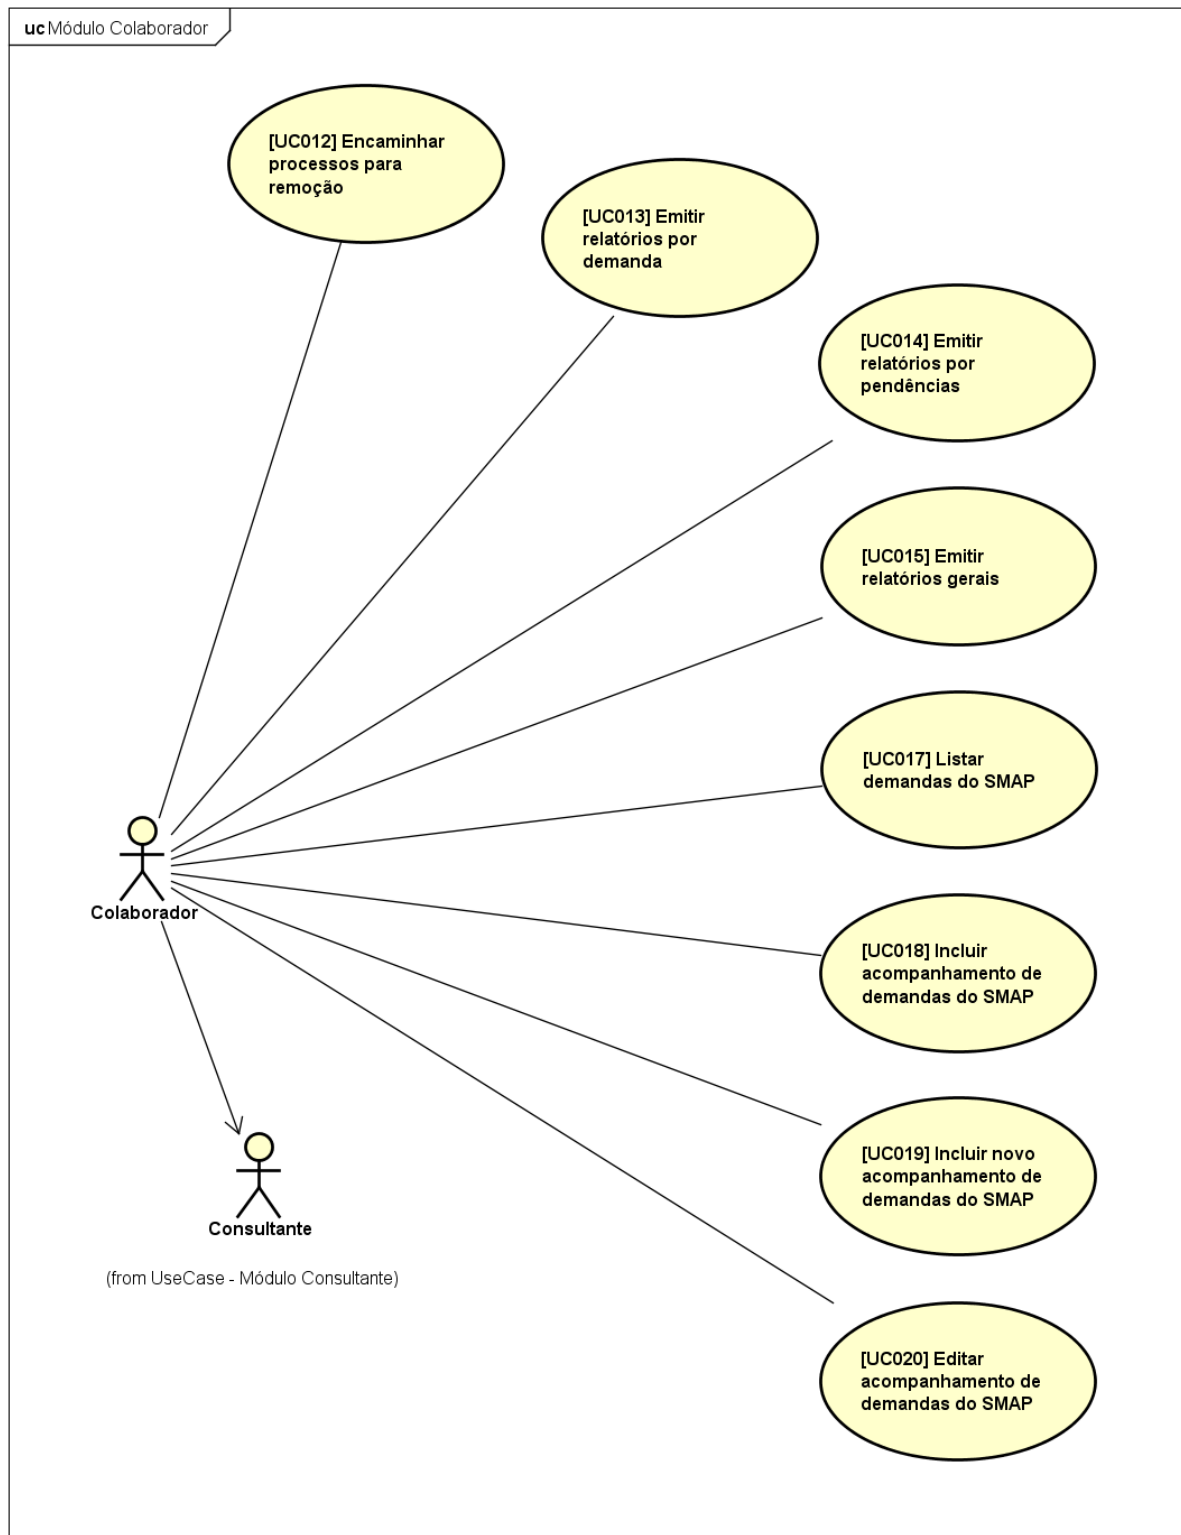 uc Módulo Colaborador
[UC012] Encaminhar
processos para
remoção
[UC013] Emitir
relatórios por
demanda
[UC014] Emitir
relatórios por
pendências
[UC015] Emitir
relatórios gerais
[UC017] Listar
demandas do SMAP
Colaborador
[UC018] Incluir
acompanhamento de
demandas do SMAP
[UC019] Incluir novo
acompanhamento de
demandas do SMAP
Consultante
(from UseCase - Módulo Consultante)
[UC020] Editar
acompanhamento de
demandas do SMAP